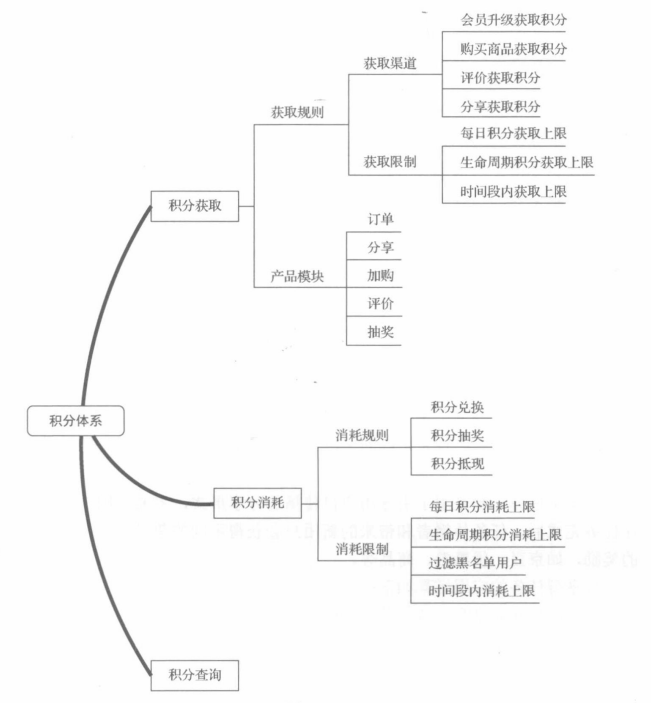 会员升级获取积分
购买商品获取积分
获取渠道
评价获取积分
分享获取积分
获取规则
每日积分获取上限
获取限制
生命周期积分获取上限
时间段内获取上限
积分获取
订单
分享
产品模块
加购
评价
抽奖
积分体系
积分兑换
消耗规则
积分抽奖
积分抵现
积分消耗
每日积分消耗上限
生命周期积分消耗上限
消耗限制
过滤黑名单用户
时间段内消耗上限
积分查询